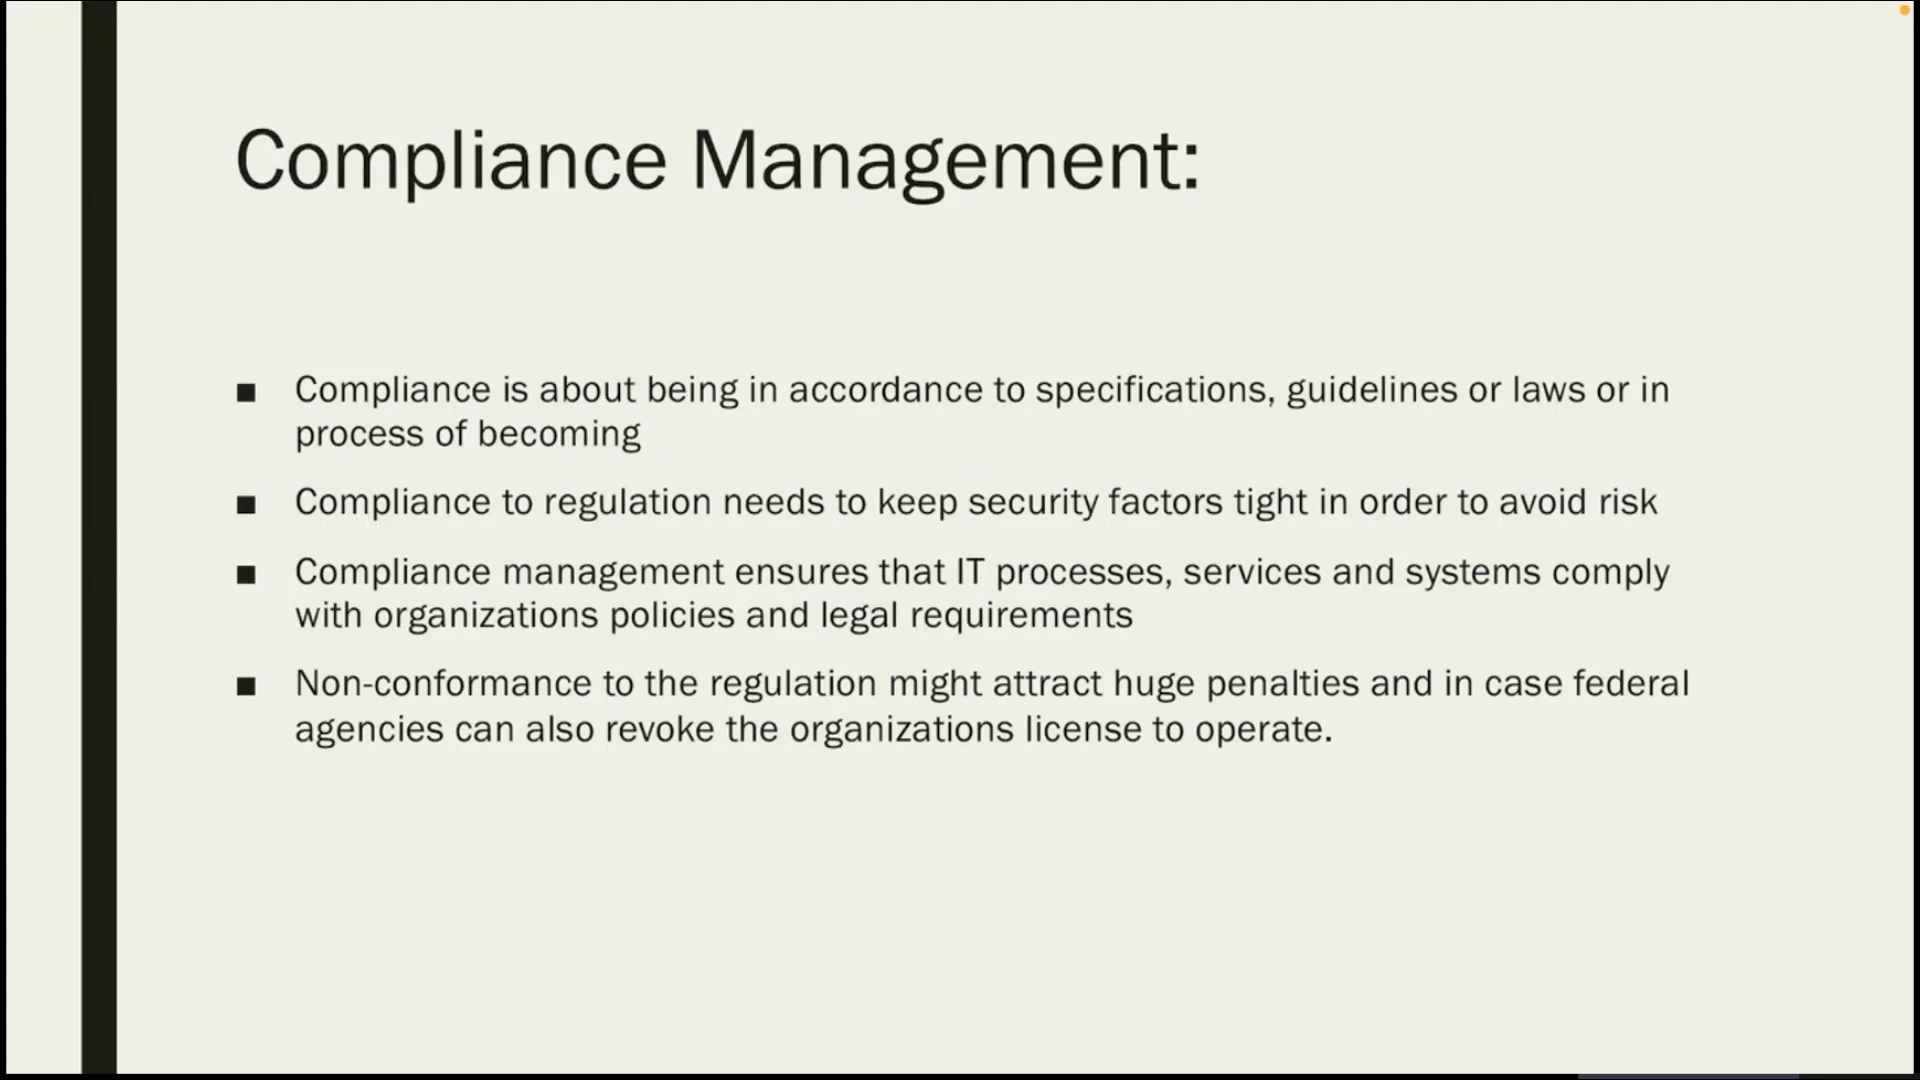 Compliance Management:
■ Compliance is about being in accordance to specifications, guidelines or laws or in
process of becoming
■ Compliance to regulation needs to keep security factors tight in order to avoid risk
■ Compliance management ensures that IT processes, services and systems comply
with organizations policies and legal requirements
■ Non-conformance to the regulation might attract huge penalties and in case federal
agencies can also revoke the organizations license to operate.